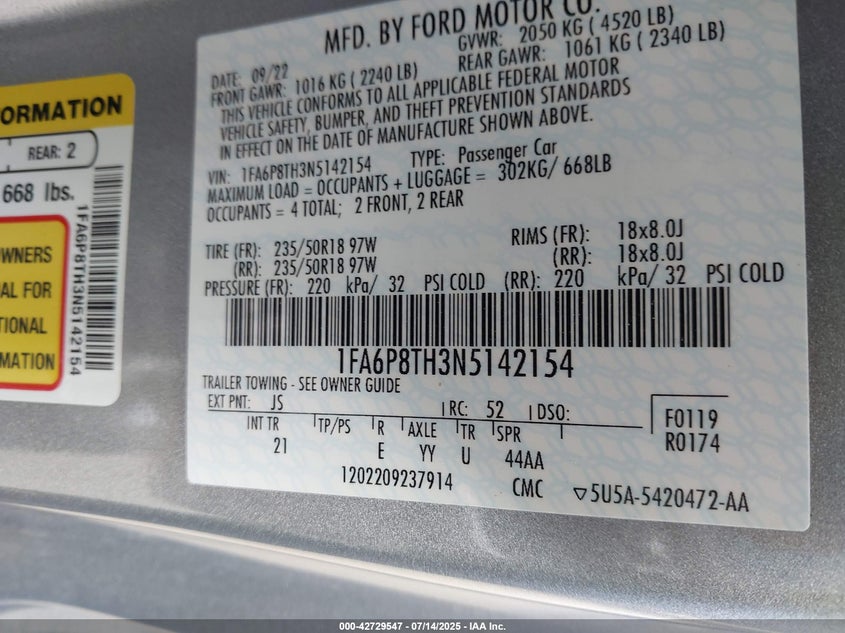 ORMATION
REAR: 2
668 lbs.
WNERS
AL FOR
TIONAL
MATION
1FA6P8TH3N5142154
MFD. BY FORD MOTOR CO.
DATE: 09/22 GVWR: 2050 KG ( 4520 LB)
FRONT GAWR: 1016 KG ( 2240 LB) REAR GAWR: 1061 KG ( 2340 LB)
THIS VEHICLE CONFORMS TO ALL APPLICABLE FEDERAL MOTOR
VEHICLE SAFETY, BUMPER, AND THEFT PREVENTION STANDARDS
IN EFFECT ON THE DATE OF MANUFACTURE SHOWN ABOVE.
VIN: 1FA6P8TH3N5142154 TYPE: Passenger Car
MAXIMUM LOAD = OCCUPANTS + LUGGAGE = 302KG/ 668LB
OCCUPANTS = 4 TOTAL; 2 FRONT, 2 REAR
TIRE (FR): 235/50R18 97W RIMS (FR): 18x8.0J
(RR): 235/50R18 97W (RR): 18x8.0J
PRESSURE (FR): 220 kPa/ 32 PSI COLD (RR): 220 kPa/ 32 PSI COLD
1FA6P8TH3N5142154
TRAILER TOWING - SEE OWNER GUIDE
EXT PNT: JS RC: 52 DSO: F0119
INT TR TP/PS R AXLE TR SPR R0174
21 E YY U 44AA
1202209237914 CMC 5U5A-5420472-AA
000-42729547 - 07/14/2025 - IAA Inc.